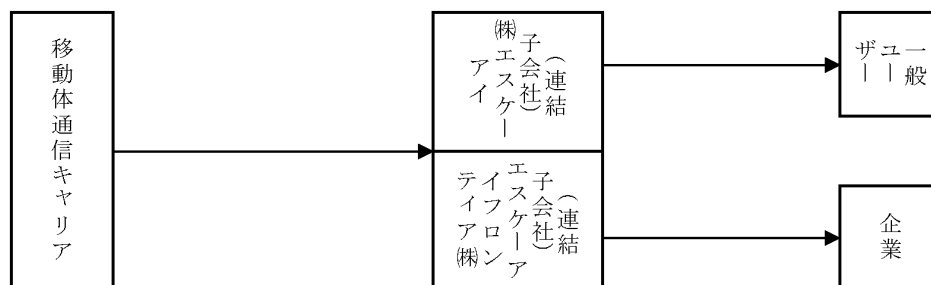 移動体通信キャリア
(連結
子会社)
㈱エスケー
アイ
(連結
子会社)
エスケーア
イフロン
ティア㈱
一般
ユー
ザー
企業